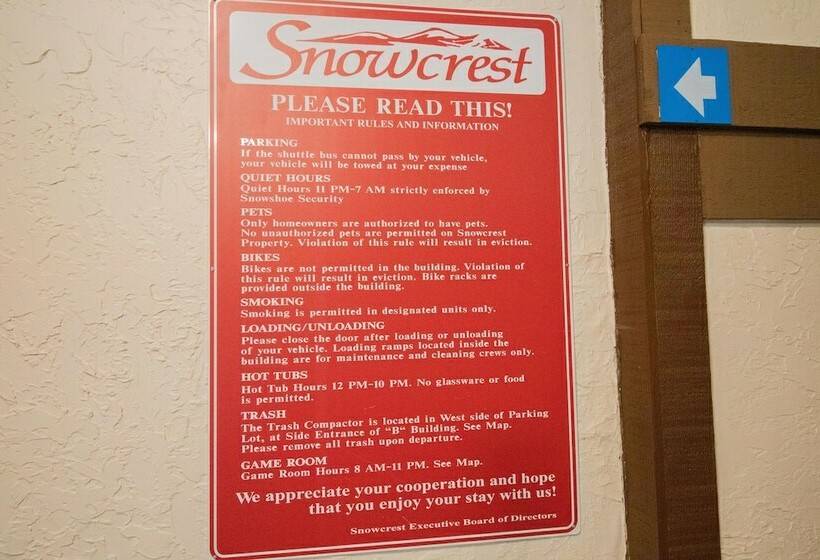 Snowcrest
PLEASE READ THIS!
IMPORTANT RULES AND INFORMATION
PARKING
If the shuttle bus cannot pass by your vehicle,
your vehicle will be towed at your expense
QUIET HOURS
Quiet Hours 11 PM-7 AM strictly enforced by
Snowshoe Security
PETS
Only homeowners are authorized to have pets.
No unauthorized pets are permitted on Snowcrest
Property. Violation of this rule will result in eviction.
BIKES
Bikes are not permitted in the building. Violation of
this rule will result in eviction. Bike racks are
provided outside the building.
SMOKING
Smoking is permitted in designated units only.
LOADING/UNLOADING
Please close the door after loading or unloading
of your vehicle. Loading ramps located inside the
building are for maintenance and cleaning crews only.
HOT TUBS
Hot Tub Hours 12 PM-10 PM. No glassware or food
is permitted.
TRASH
The Trash Compactor is located in West side of Parking
Lot, at Side Entrance of "B" Building. See Map.
Please remove all trash upon departure.
GAME ROOM
Game Room Hours 8 AM-11 PM. See Map.
We appreciate your cooperation and hope
that you enjoy your stay with us!
Snowcrest Executive Board of Directors